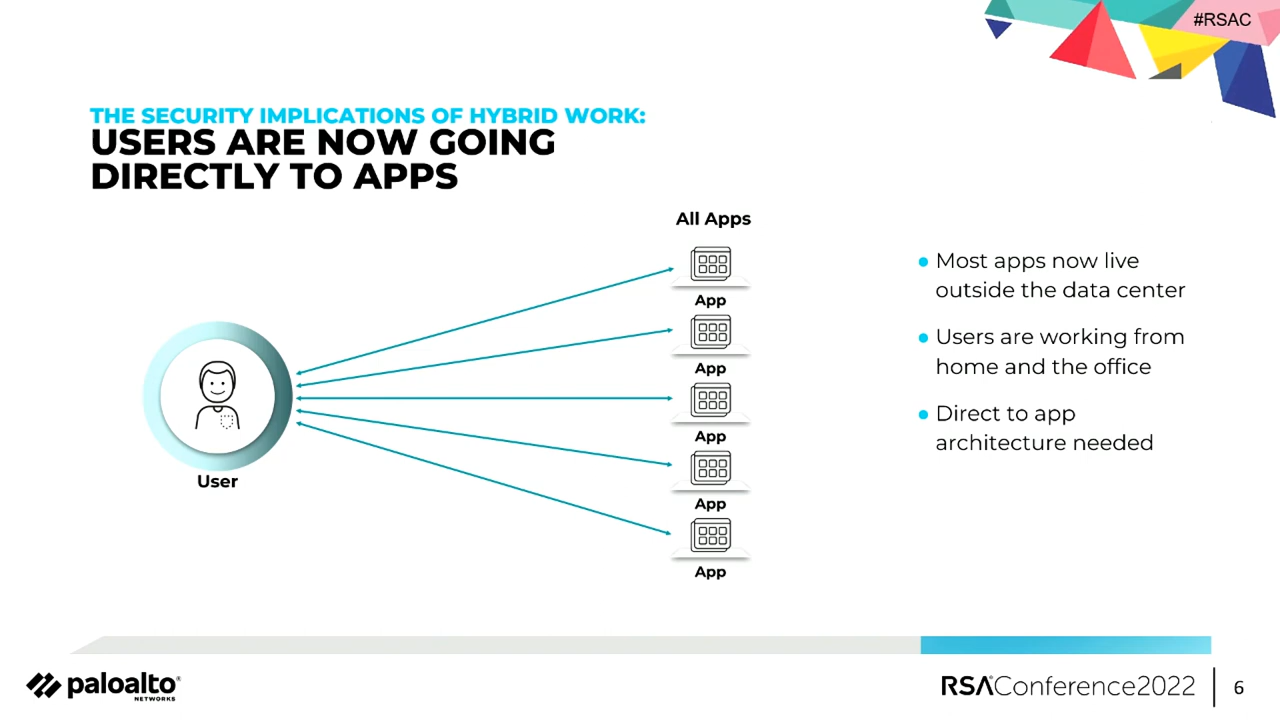 #RSAC
THE SECURITY IMPLICATIONS OF HYBRID WORK:
USERS ARE NOW GOING
DIRECTLY TO APPS
All Apps
App
App
App
App
App
User
● Most apps now live
outside the data center
● Users are working from
home and the office
● Direct to app
architecture needed
paloalto®
NETWORKS
RSA®Conference2022
6